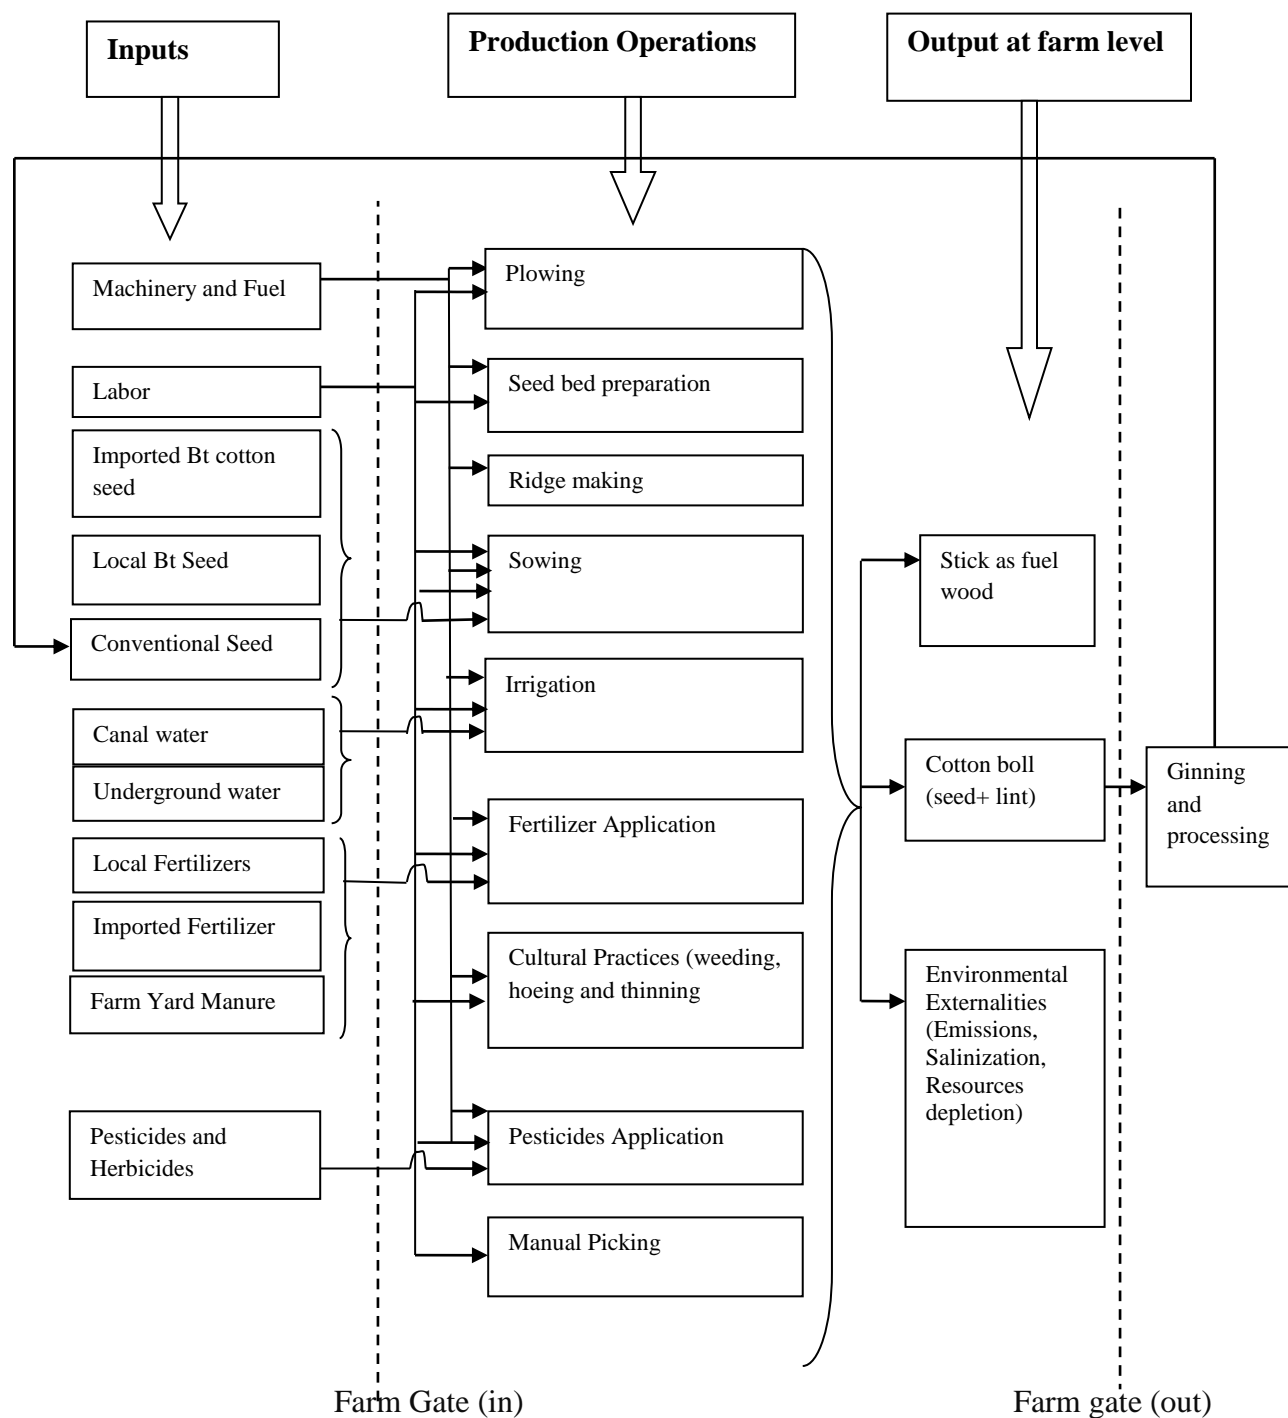 Inputs
Production Operations
Output at farm level
Machinery and Fuel
Labor
Imported Bt cotton
seed
Local Bt Seed
Conventional Seed
Canal water
Underground water
Local Fertilizers
Imported Fertilizer
Farm Yard Manure
Pesticides and
Herbicides
Plowing
Seed bed preparation
Ridge making
Sowing
Irrigation
Fertilizer Application
Cultural Practices (weeding,
hoeing and thinning
Pesticides Application
Manual Picking
Stick as fuel
wood
Cotton boll
(seed+ lint)
Environmental
Externalities
(Emissions,
Salinization,
Resources
depletion)
Ginning
and
processing
Farm Gate (in)
Farm gate (out)